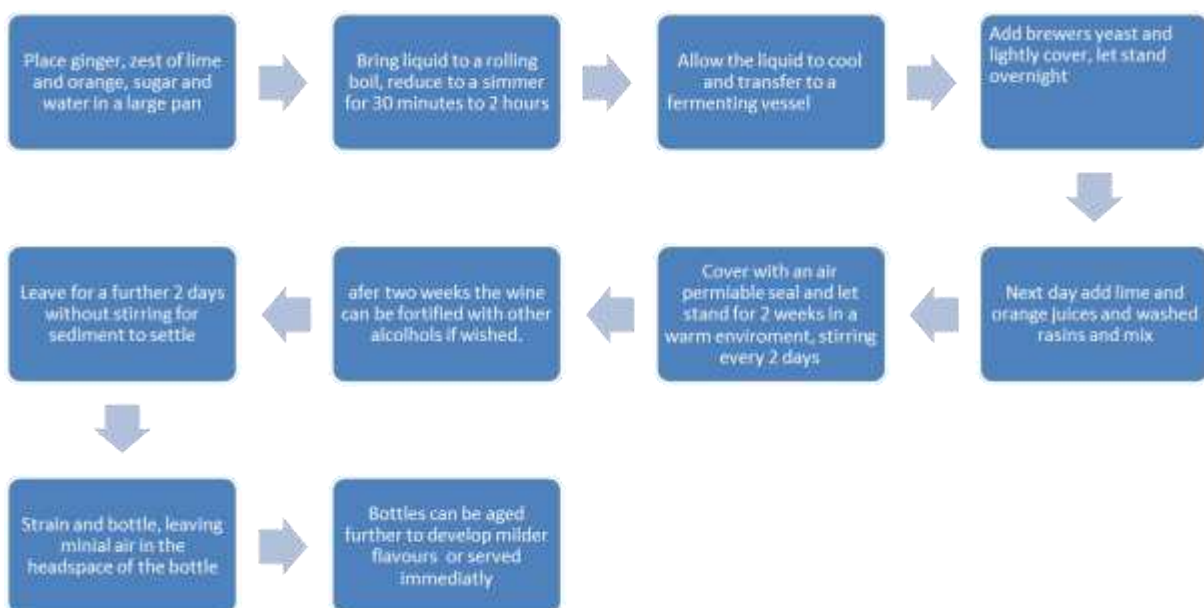 Place ginger, zest of lime
and orange, sugar and
water in a large pan
Bring liquid to a rolling
boil, reduce to a simmer
for 30 minutes to 2 hours
Allow the liquid to cool
and transfer to a
fermenting vessel
Add brewers yeast and
lightly cover, let stand
overnight
Next day add lime and
orange juices and washed
rasins and mix
Cover with an air
permiable seal and let
stand for 2 weeks in a
warm enviroment, stirring
every 2 days
afer two weeks the wine
can be fortified with other
alcolhols if wished.
Leave for a further 2 days
without stirring for
sediment to settle
Strain and bottle, leaving
minial air in the
headspace of the bottle
Bottles can be aged
further to develop milder
flavours or served
immediatly